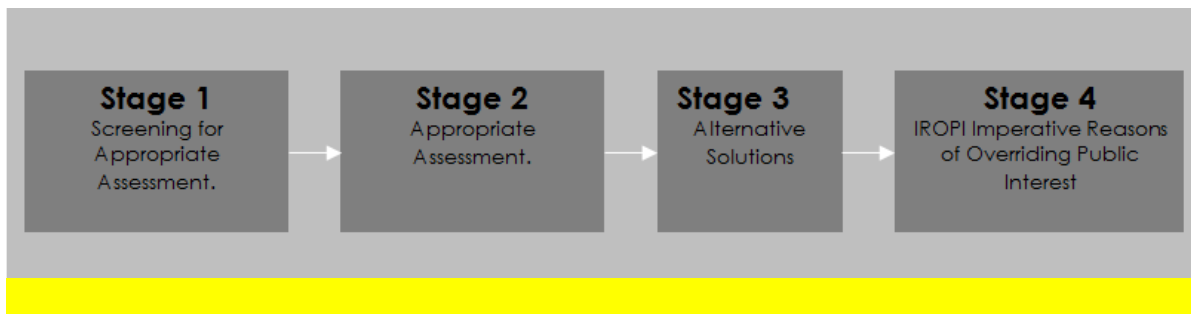 Stage 1
Screening for
Appropriate
Assessment.
Stage 2
Appropriate
Assessment.
Stage 3
Alternative
Solutions
Stage 4
IROPI Imperative Reasons
of Overriding Public
Interest